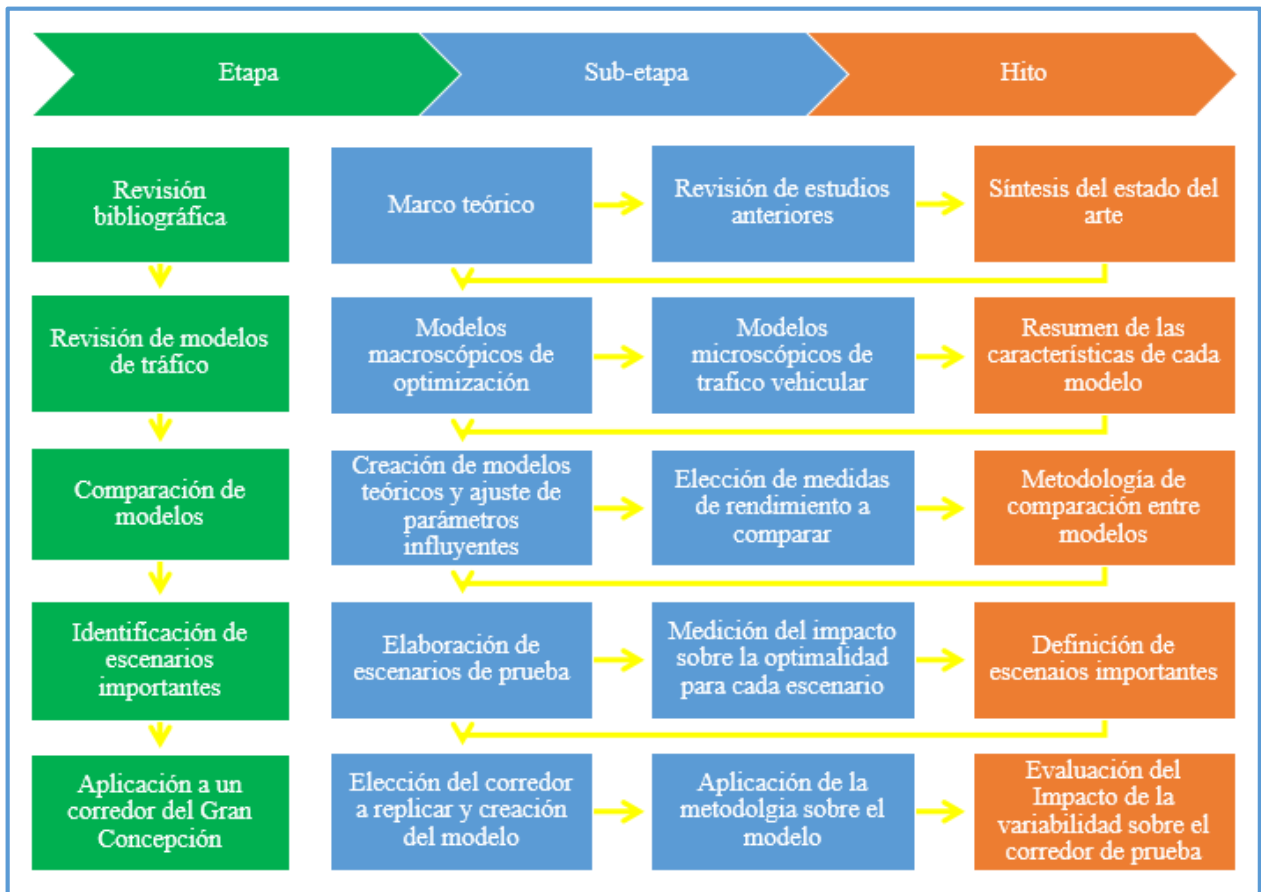 Etapa
Sub-etapa
Hito
Revisión
bibliográfica
Marco teórico
Revisión de estudios
anteriores
Síntesis del estado del
arte
Revisión de modelos
de tráfico
Modelos
macroscópicos de
optimización
Modelos
microscópicos de
trafico vehicular
Resumen de las
características de cada
modelo
Comparación de
modelos
Creación de modelos
teóricos y ajuste de
parámetros
influyentes
Elección de medidas
de rendimiento a
comparar
Metodología de
comparación entre
modelos
Identificación de
escenarios
importantes
Elaboración de
escenarios de prueba
Medición del impacto
sobre la optimalidad
para cada escenario
Definicíón de
escenaios importantes
Aplicación a un
corredor del Gran
Concepción
Elección del corredor
a replicar y creación
del modelo
Aplicación de la
metodolgia sobre el
modelo
Evaluación del
Impacto de la
variabilidad sobre el
corredor de prueba